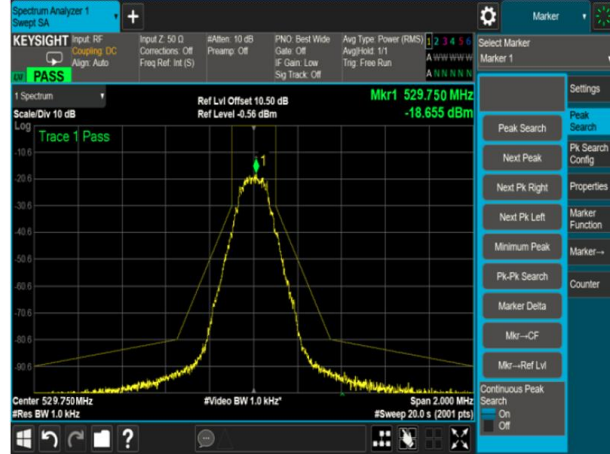 Spectrum Analyzer 1
Swept SA
Marker
KEYSIGHT
Input: RF
Coupling: DC
Align: Auto
Input Z: 50 Ω
Corrections: Off
Freq Ref: Int (S)
#Atten: 10 dB
Preamp: Off
PNO: Best Wide
Gate: Off
IF Gain: Low
Sig Track: Off
Avg Type: Power (RMS)
Avg|Hold: 1/1
Trig: Free Run
1 2 3 4 5 6
A W W W W W
A N N N N N
PASS
Select Marker
Marker 1
1 Spectrum
Scale/Div 10 dB
Ref Lvl Offset 10.50 dB
Ref Level -0.56 dBm
Mkr1 529.750 MHz
-18.655 dBm
Log
Trace 1 Pass
1
-10.6
-20.6
-30.6
-40.6
-50.6
-60.6
-70.6
-80.6
-90.6
Center 529.750 MHz
#Res BW 1.0 kHz
#Video BW 1.0 kHz*
Span 2.000 MHz
#Sweep 20.0 s (2001 pts)
Peak Search
Next Peak
Next Pk Right
Next Pk Left
Minimum Peak
Pk-Pk Search
Marker Delta
Mkr→CF
Mkr→Ref Lvl
Continuous Peak
Search
On
Off
Settings
Peak
Search
Pk Search
Config
Properties
Marker
Function
Marker→
Counter